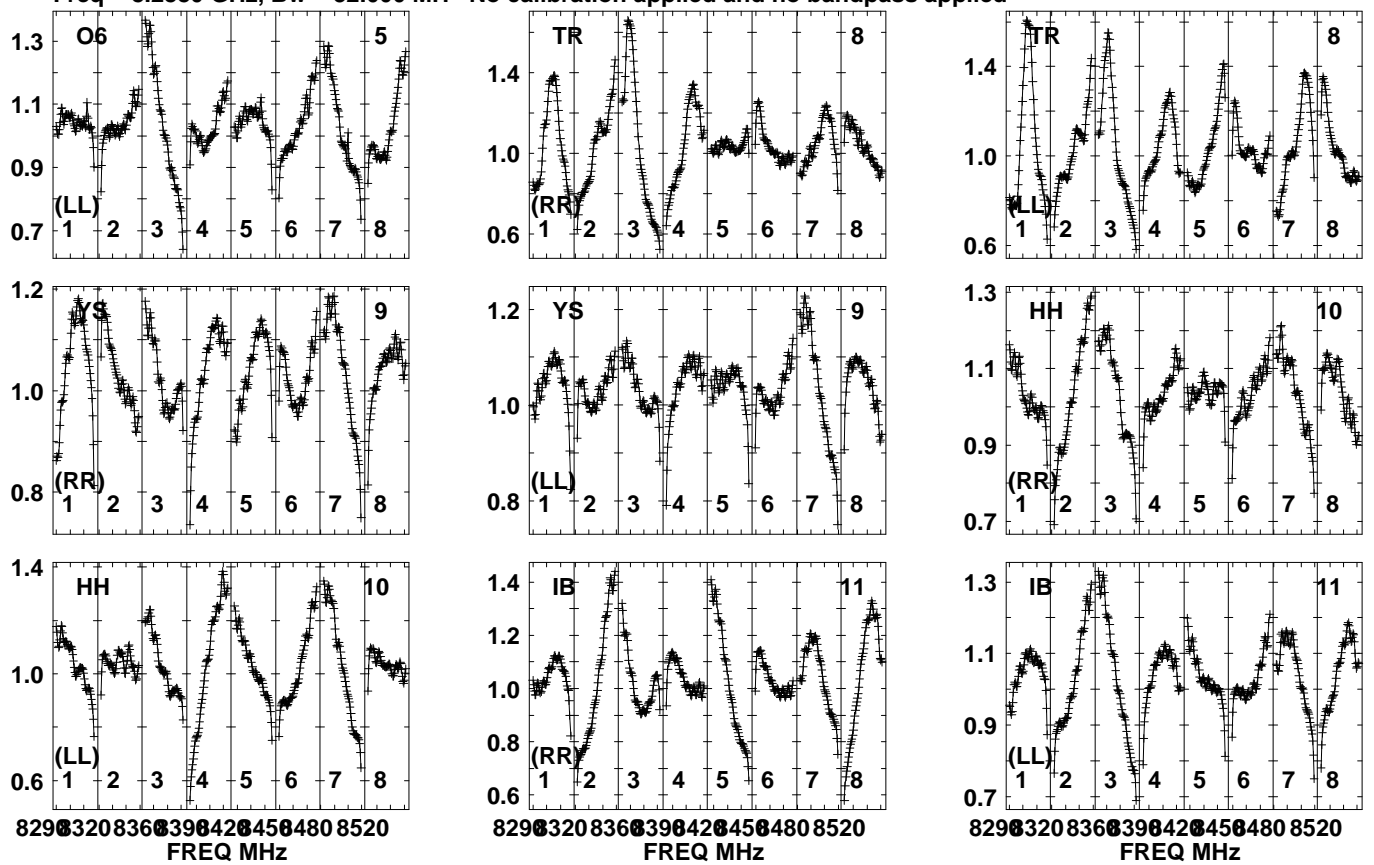 No calibration applied and no bandpass applied
O6 5 TR 8 TR 8
1.3 1.1 0.9 0.7
1.4 1.0 0.6
1.4 1.0 0.6
(LL) (RR) (LL)
1 2 3 4 5 6 7 8 1 2 3 4 5 6 7 8 1 2 3 4 5 6 7 8
YS 9 YS 9 HH 10
1.2 1.0 0.8
1.2 1.0 0.8
1.3 1.1 0.9 0.7
(RR) (LL) (RR)
1 2 3 4 5 6 7 8 1 2 3 4 5 6 7 8 1 2 3 4 5 6 7 8
HH 10 IB 11 IB 11
1.4 1.0 0.6
1.4 1.2 1.0 0.8 0.6
1.3 1.1 0.9 0.7
(LL) (RR) (LL)
1 2 3 4 5 6 7 8 1 2 3 4 5 6 7 8 1 2 3 4 5 6 7 8
8290 8320 8360 8390 8420 8450 8480 8520 8290 8320 8360 8390 8420 8450 8480 8520 8290 8320 8360 8390 8420 8450 8480 8520
FREQ MHz FREQ MHz FREQ MHz